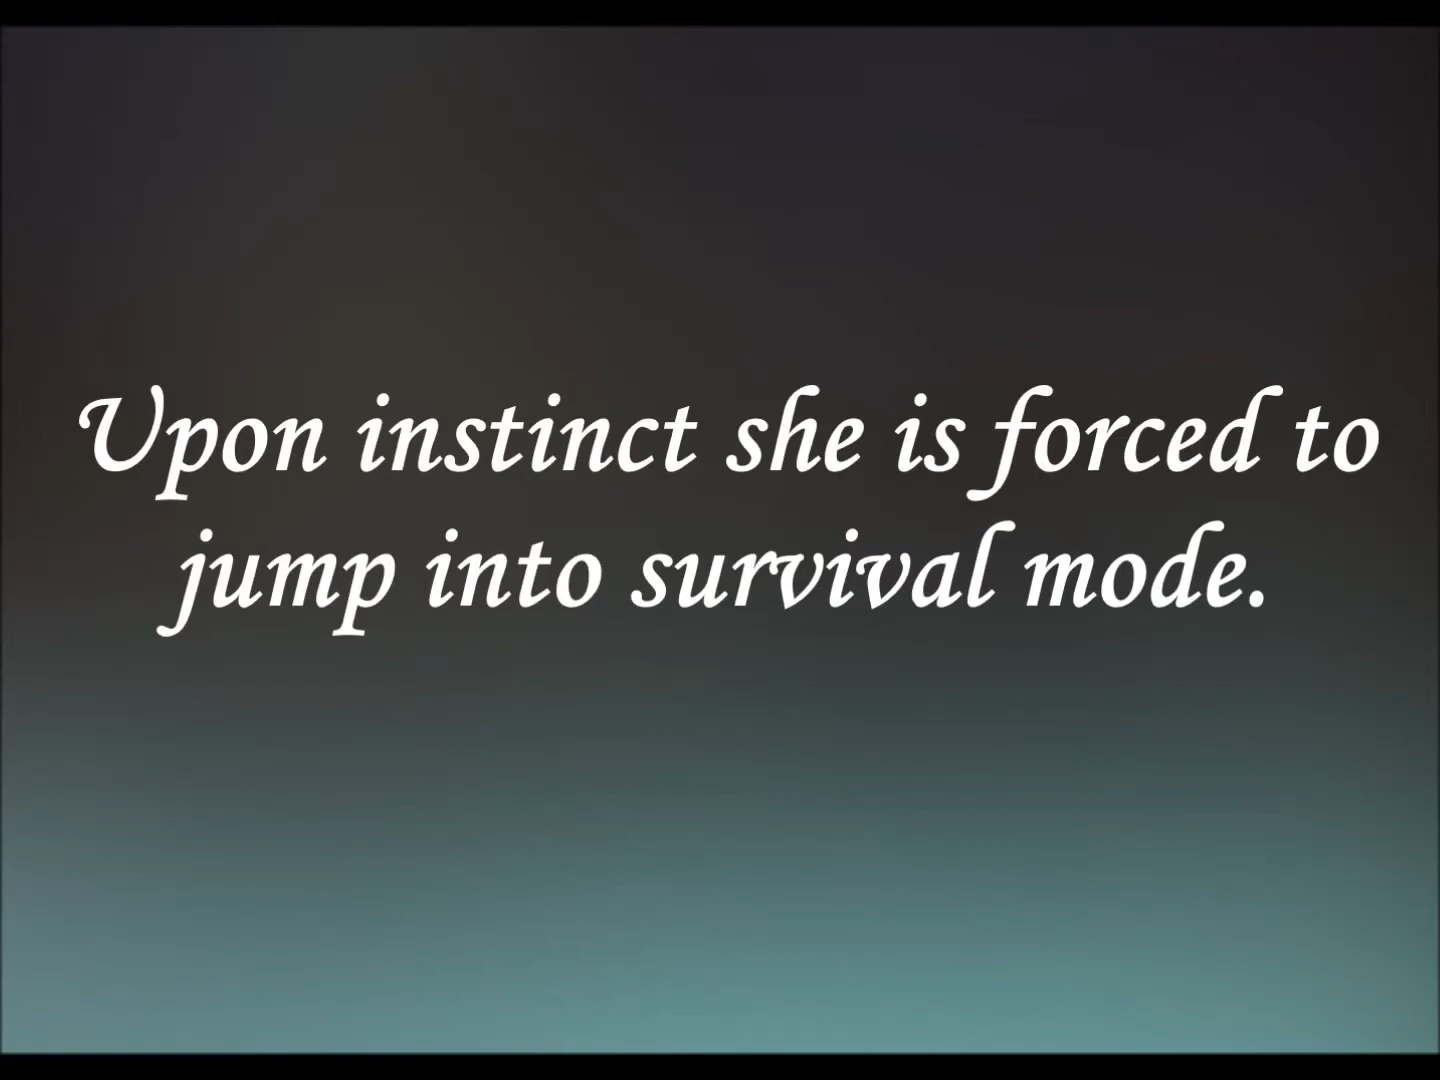 Upon instinct she is forced to
jump into survival mode.